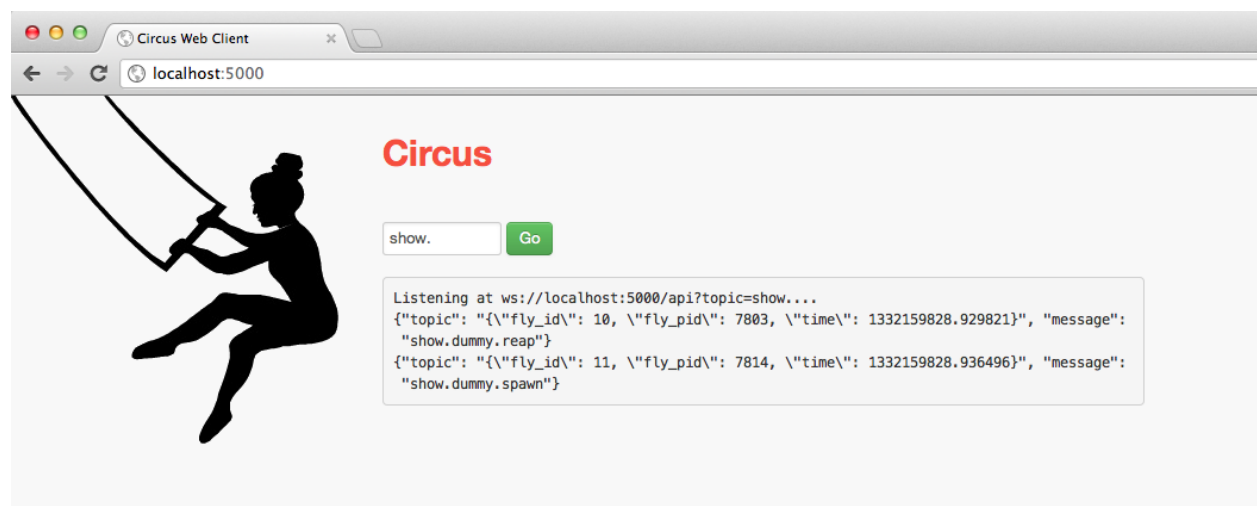 Circus Web Client
localhost:5000
Circus
show.
Go
Listening at ws://localhost:5000/api?topic=show....
{"topic": "{\"fly_id\": 10, \"fly_pid\": 7803, \"time\": 1332159828.929821}", "message":
"show.dummy.reap"}
{"topic": "{\"fly_id\": 11, \"fly_pid\": 7814, \"time\": 1332159828.936496}", "message":
"show.dummy.spawn"}